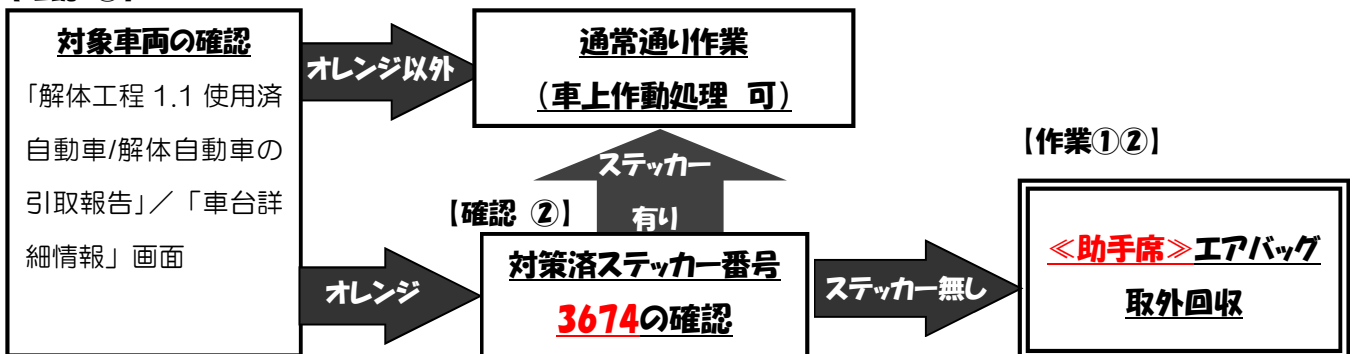 対象車両の確認
「解体工程 1.1 使用済
自動車/解体自動車の
引取報告」／「車台詳
細情報」画面
オレンジ以外
通常通り作業
（車上作動処理 可）
ステッカー
有り
オレンジ
【確認 ②】
対策済ステッカー番号
3674の確認
ステッカー無し
【作業①②】
≪助手席≫エアバッグ
取外回収